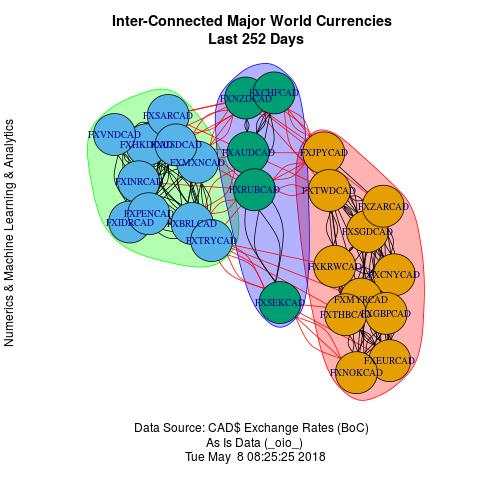 Inter-Connected Major World Currencies
Last 252 Days
Numerics & Machine Learning & Analytics
FXNZDCAD
FXCHFCAD
FXSARCAD
FXVNDCAD
FXUSDCAD
FXMXNCAD
FXAUDCAD
FXJPYCAD
FXINRCAD
FXRUBCAD
FXTWDCAD
FXPENCAD
FXIDRCAD
FXBRLCAD
FXTRYCAD
FXZARCAD
FXSGDCAD
FXKRWCAD
FXCNYCAD
FXSEKCAD
FXMYRCAD
FXTHBCAD
FXGBPCAD
FXEURCAD
FXNOKCAD
Data Source: CAD$ Exchange Rates (BoC)
As Is Data (_oio_)
Tue May  8 08:25:25 2018